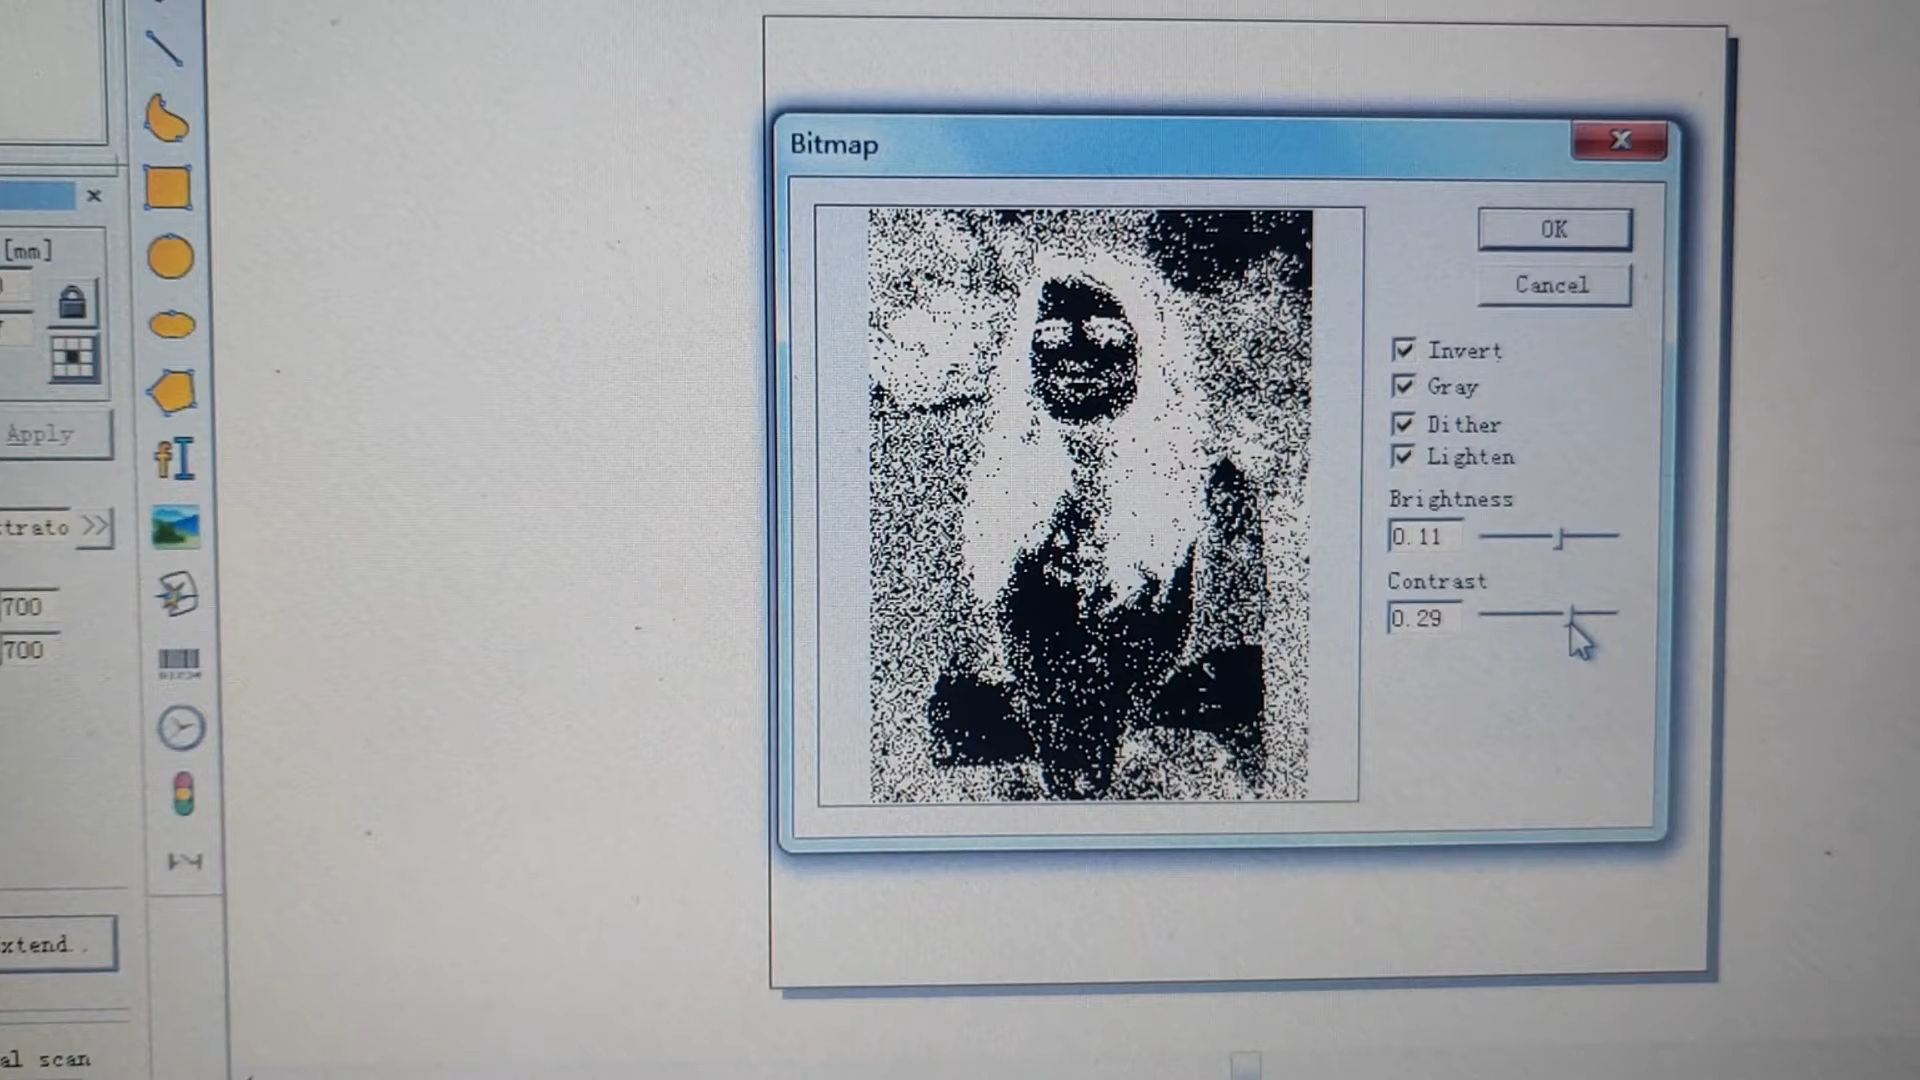 Bitmap
OK
Cancel
Invert
Gray
Dither
Lighten
Brightness
0.11
Contrast
0.29
[mm]
Apply
trato >>
700
700
xtend.
al scan